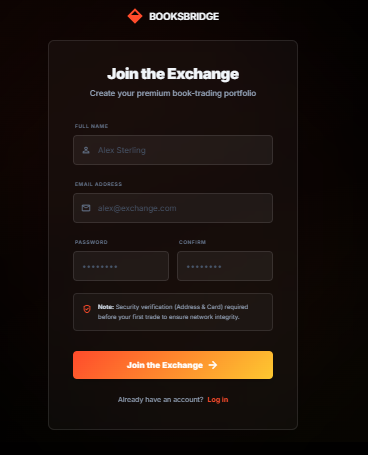 BOOKSBRIDGE
Join the Exchange
Create your premium book-trading portfolio
FULL NAME
Alex Sterling
EMAIL ADDRESS
alex@exchange.com
PASSWORD CONFIRM
•••••••• ••••••••
Note: Security verification (Address & Card) required
before your first trade to ensure network integrity.
Join the Exchange →
Already have an account? Log in